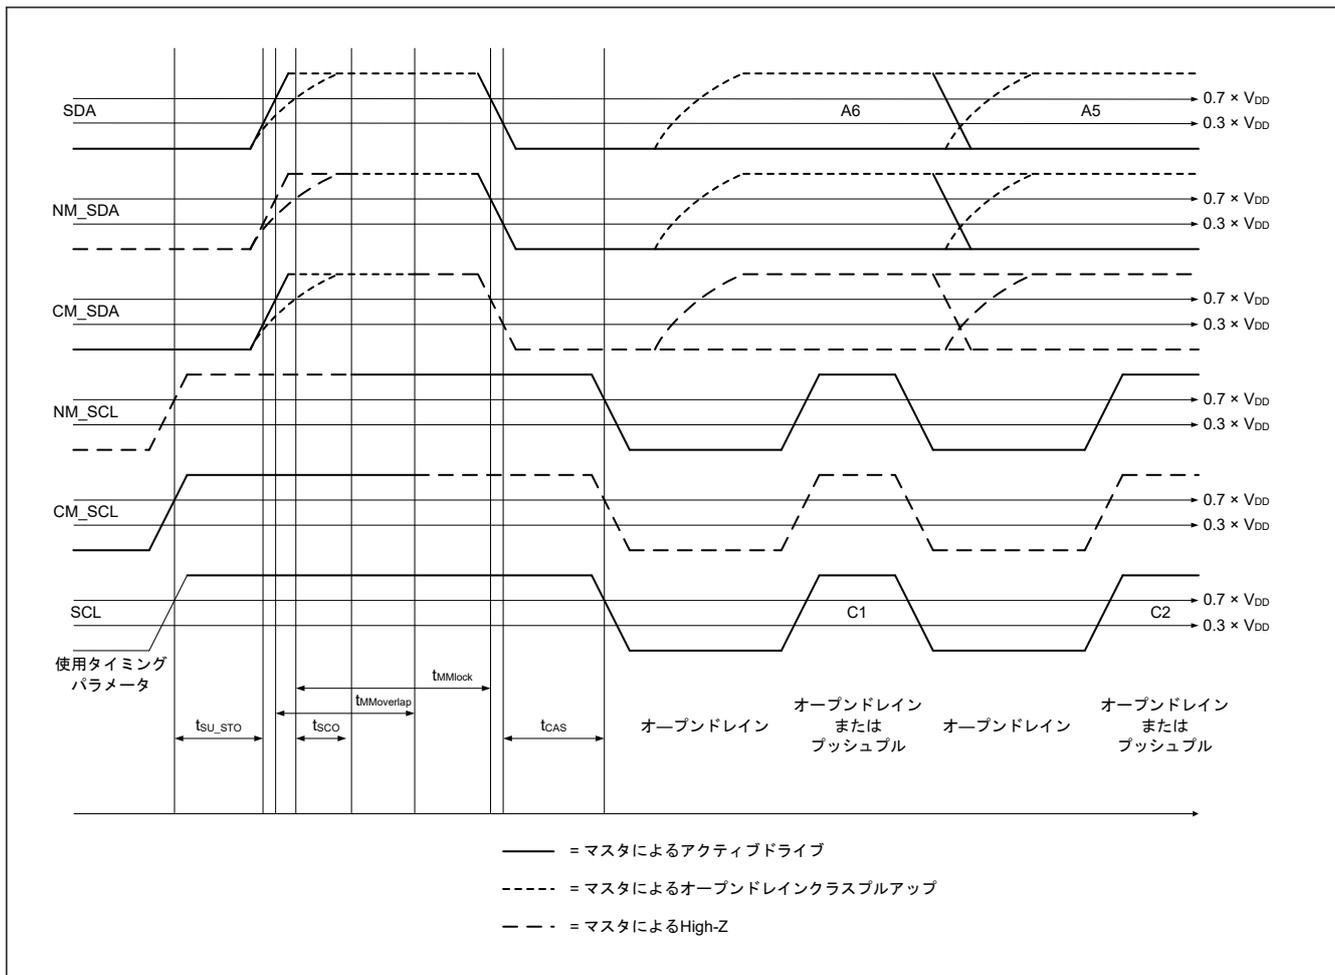 SDA
A6
A5
0.7 × VDD
0.3 × VDD
NM_SDA
0.7 × VDD
0.3 × VDD
CM_SDA
0.7 × VDD
0.3 × VDD
NM_SCL
0.7 × VDD
0.3 × VDD
CM_SCL
0.7 × VDD
0.3 × VDD
SCL
C1
C2
0.7 × VDD
0.3 × VDD
使用タイミング
パラメータ
tMMlock
tMMoverlap
tSU_STO
tSCO
tCAS
オープンドレイン
オープンドレイン
または
プッシュプル
オープンドレイン
オープンドレイン
または
プッシュプル
= マスタによるアクティブドライブ
= マスタによるオープンドレインクラスプルアップ
= マスタによるHigh-Z